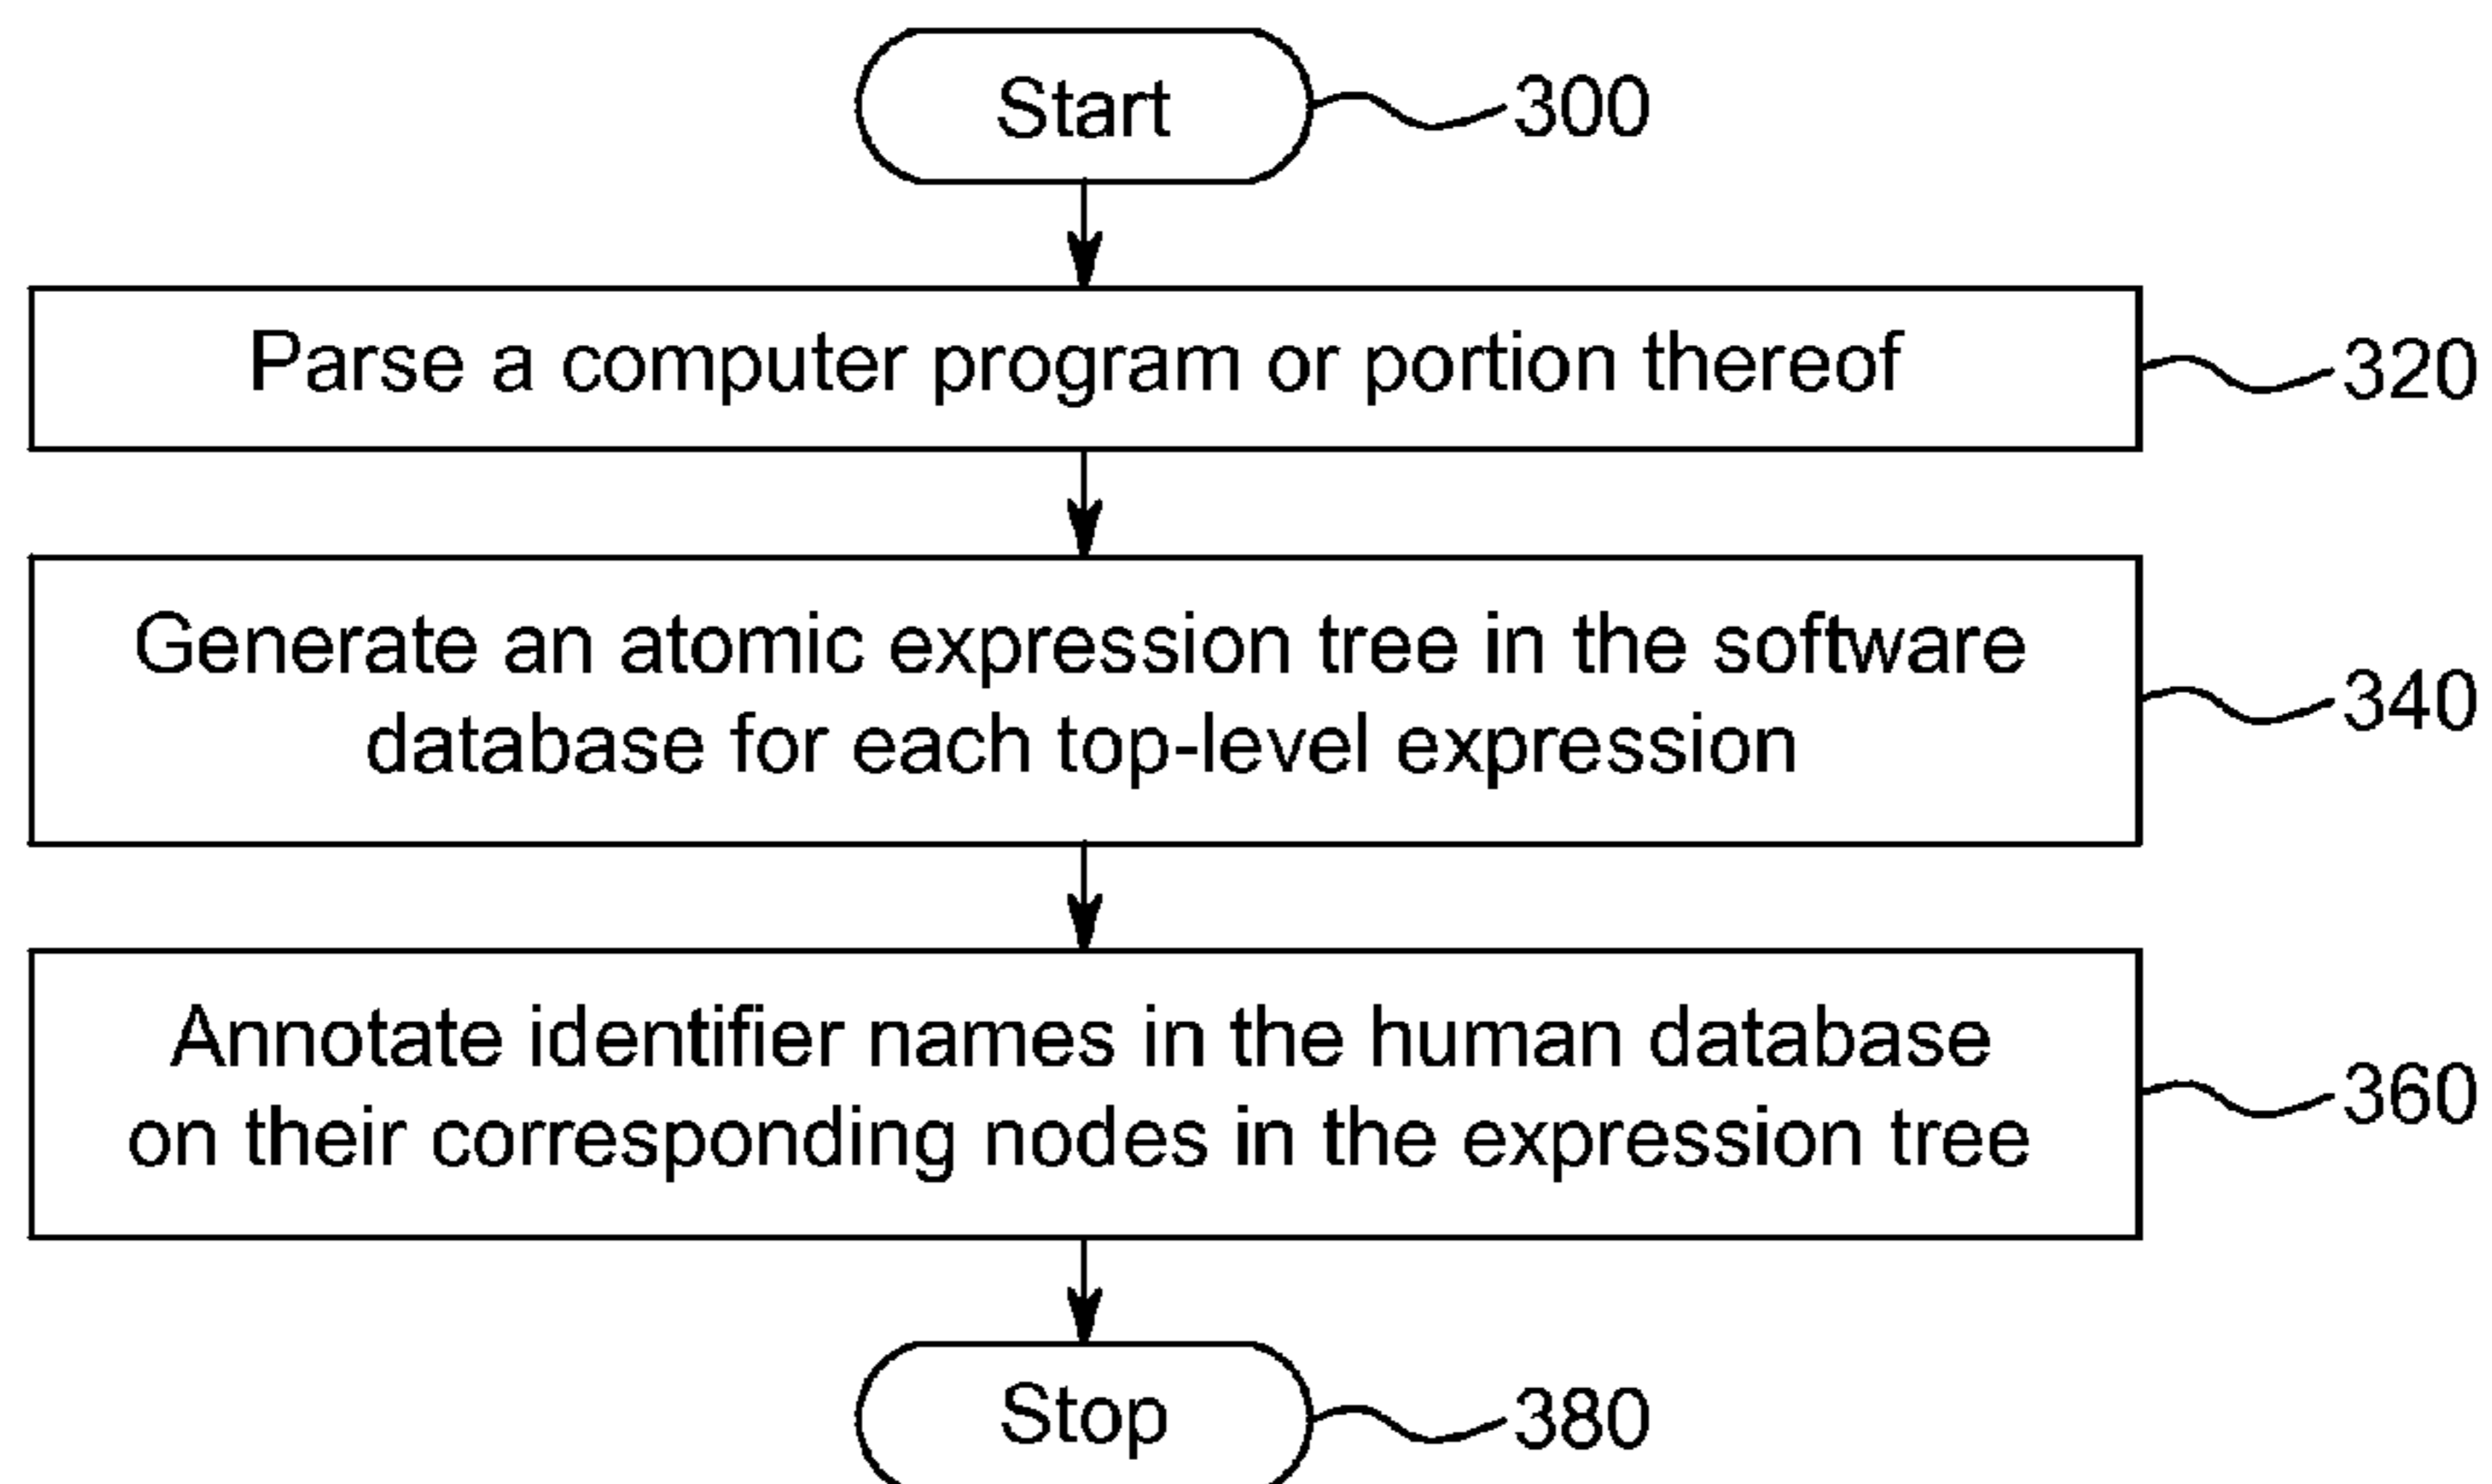 Start
300
Parse a computer program or portion thereof
320
Generate an atomic expression tree in the software
database for each top-level expression
340
Annotate identifier names in the human database
on their corresponding nodes in the expression tree
360
Stop
380